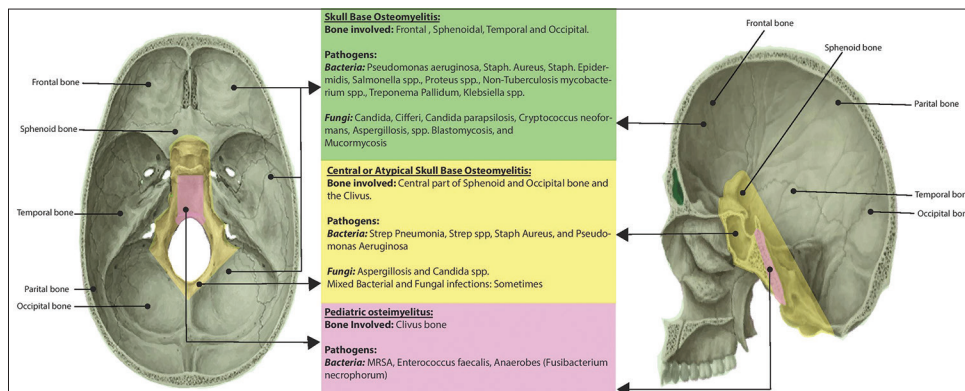 Frontal bone
Sphenoid bone
Temporal bone
Parital bone
Occipital bone
Skull Base Osteomyelitis:
Bone involved: Frontal , Sphenoidal, Temporal and Occipital.
Pathogens:
Bacteria: Pseudomonas aeruginosa, Staph. Aureus, Staph. Epider-
midis, Salmonella spp., Proteus spp., Non-Tuberculosis mycobacte-
rium spp., Treponema Pallidum, Klebsiella spp.
Fungi: Candida, Cifferi, Candida parapsilosis, Cryptococcus neofor-
mans, Aspergillosis, spp. Blastomycosis, and
Mucormycosis
Central or Atypical Skull Base Osteomyelitis:
Bone involved: Central part of Sphenoid and Occipital bone and
the Clivus.
Pathogens:
Bacteria: Strep Pneumonia, Strep spp, Staph Aureus, and Pseudo-
monas Aeruginosa
Fungi: Aspergillosis and Candida spp.
Mixed Bacterial and Fungal infections: Sometimes
Pediatric osteimyelitus:
Bone Involved: Clivus bone
Pathogens:
Bacteria: MRSA, Enterococcus faecalis, Anaerobes (Fusibacterium
necrophorum)
Frontal bone
Sphenoid bone
Parital bone
Temporal bon
Occipital bon